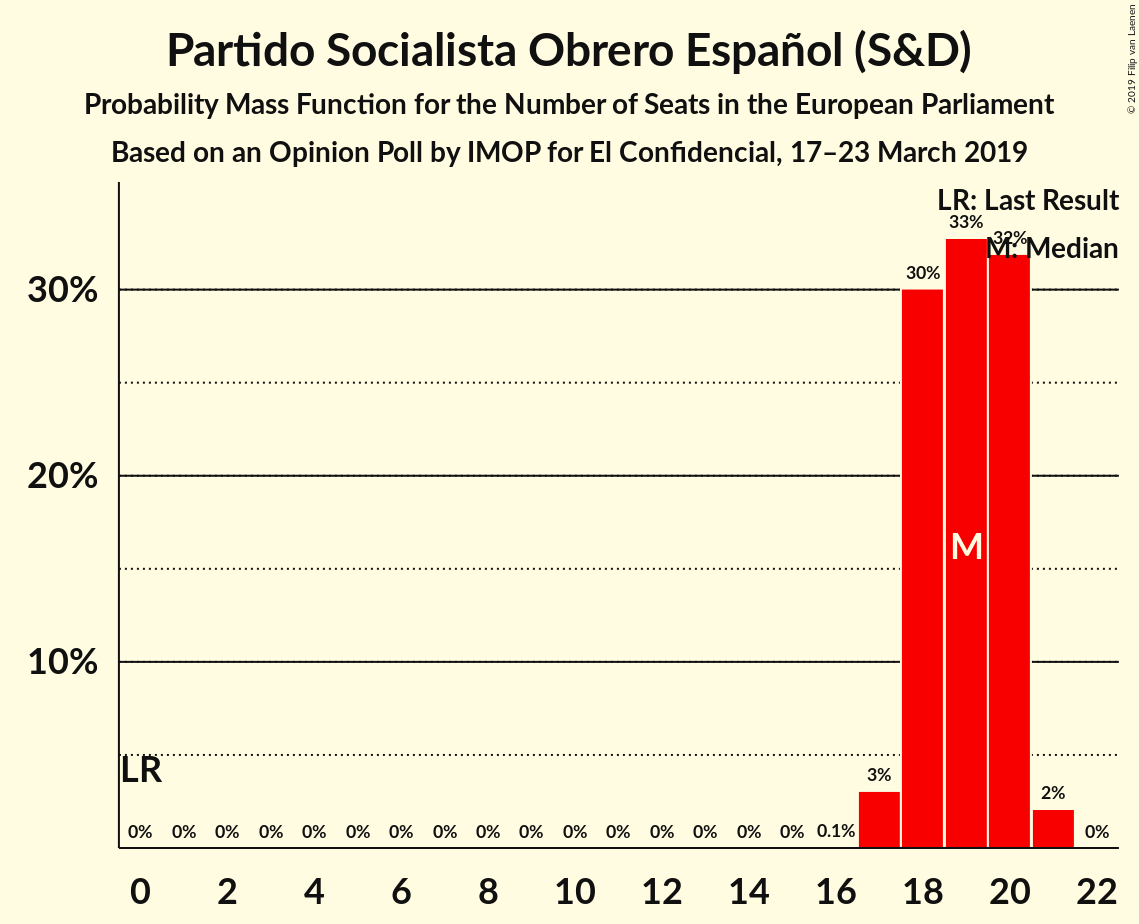 Partido Socialista Obrero Español (S&D)
Probability Mass Function for the Number of Seats in the European Parliament
Based on an Opinion Poll by IMOP for El Confidencial, 17–23 March 2019
© 2019 Filip van Laenen
LR: Last Result
M: Median
33%
32%
30%
30%
20%
M
10%
LR
3%
2%
0% 0% 0% 0% 0% 0% 0% 0% 0% 0% 0% 0% 0% 0% 0% 0% 0.1% 0%
0 2 4 6 8 10 12 14 16 18 20 22